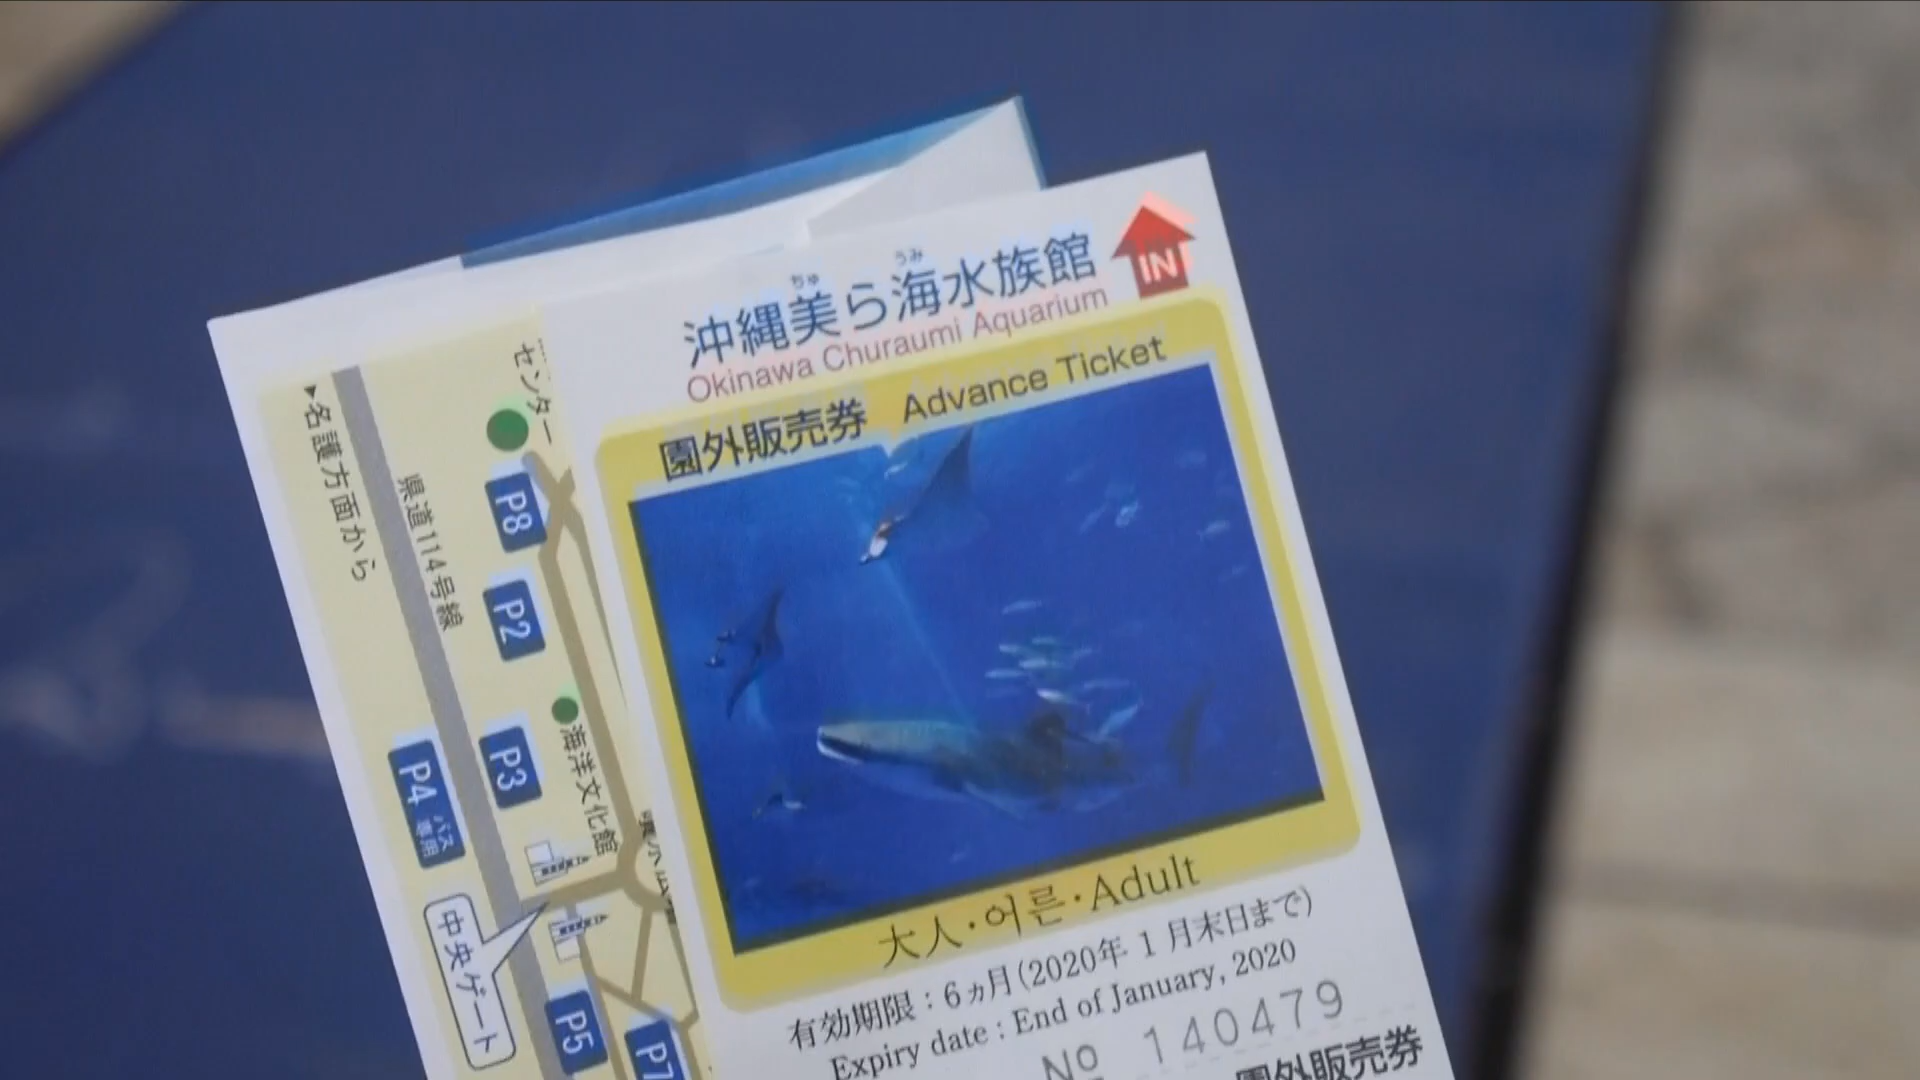 沖縄美ら海水族館
ちゅ
うみ
IN
Okinawa Churaumi Aquarium
園外販売券 Advance Ticket
大人・어른・Adult
有効期限:6ヵ月(2020年1月末日まで)
Expiry date : End of January, 2020
Nº 140479
園外販売券
センター
▶名護方面から
県道114号線
P8
P2
P3
海洋文化館
P4 バス専用
中央ゲート
P5
P7